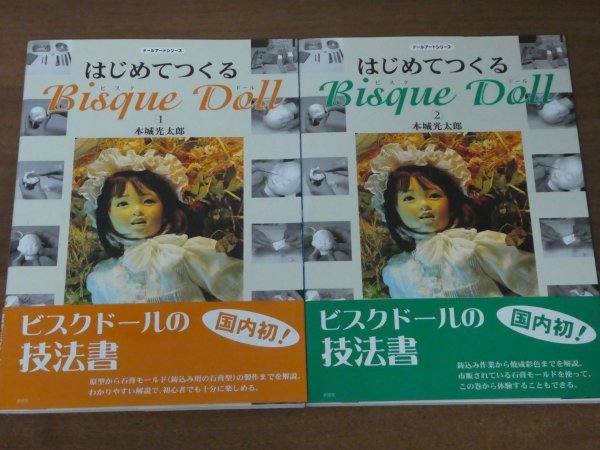 ドールアートシリーズ
はじめてつくる
Bisque Doll
ビスク ドール
1
本城光太郎
ビスクドールの
技法書
国内初!
原型から石膏モールド(鋳込み用の石膏型)の製作までを解説。
わかりやすい解説で、初心者でも十分に楽しめる。
ドールアートシリーズ
はじめてつくる
Bisque Doll
ビスク ドール
2
本城光太郎
ビスクドールの
技法書
国内初!
鋳込み作業から焼成彩色までを解説。
市販されている石膏モールドを使って、
この巻から体験することもできる。